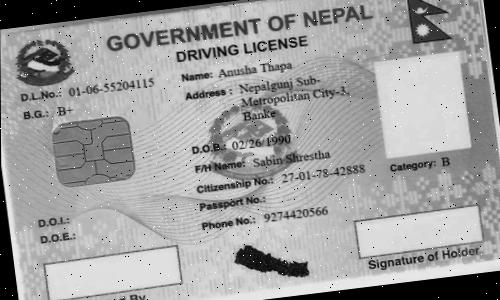 GOVERNMENT OF NEPAL
DRIVING LICENSE
D.L.No.: 01-06-55204115
B.G.: B+
Name: Anusha Thapa
Address : Nepalgunj Sub-
Metropolitan City-3,
Banke
D.O.B.: 02/26/1990
F/H Name: Sabin Shrestha
Citizenship No.: 27-01-78-42888
Passport No.:
Phone No.: 9274420566
Category: B
D.O.I.:
D.O.E.:
Signature of Holder
d By